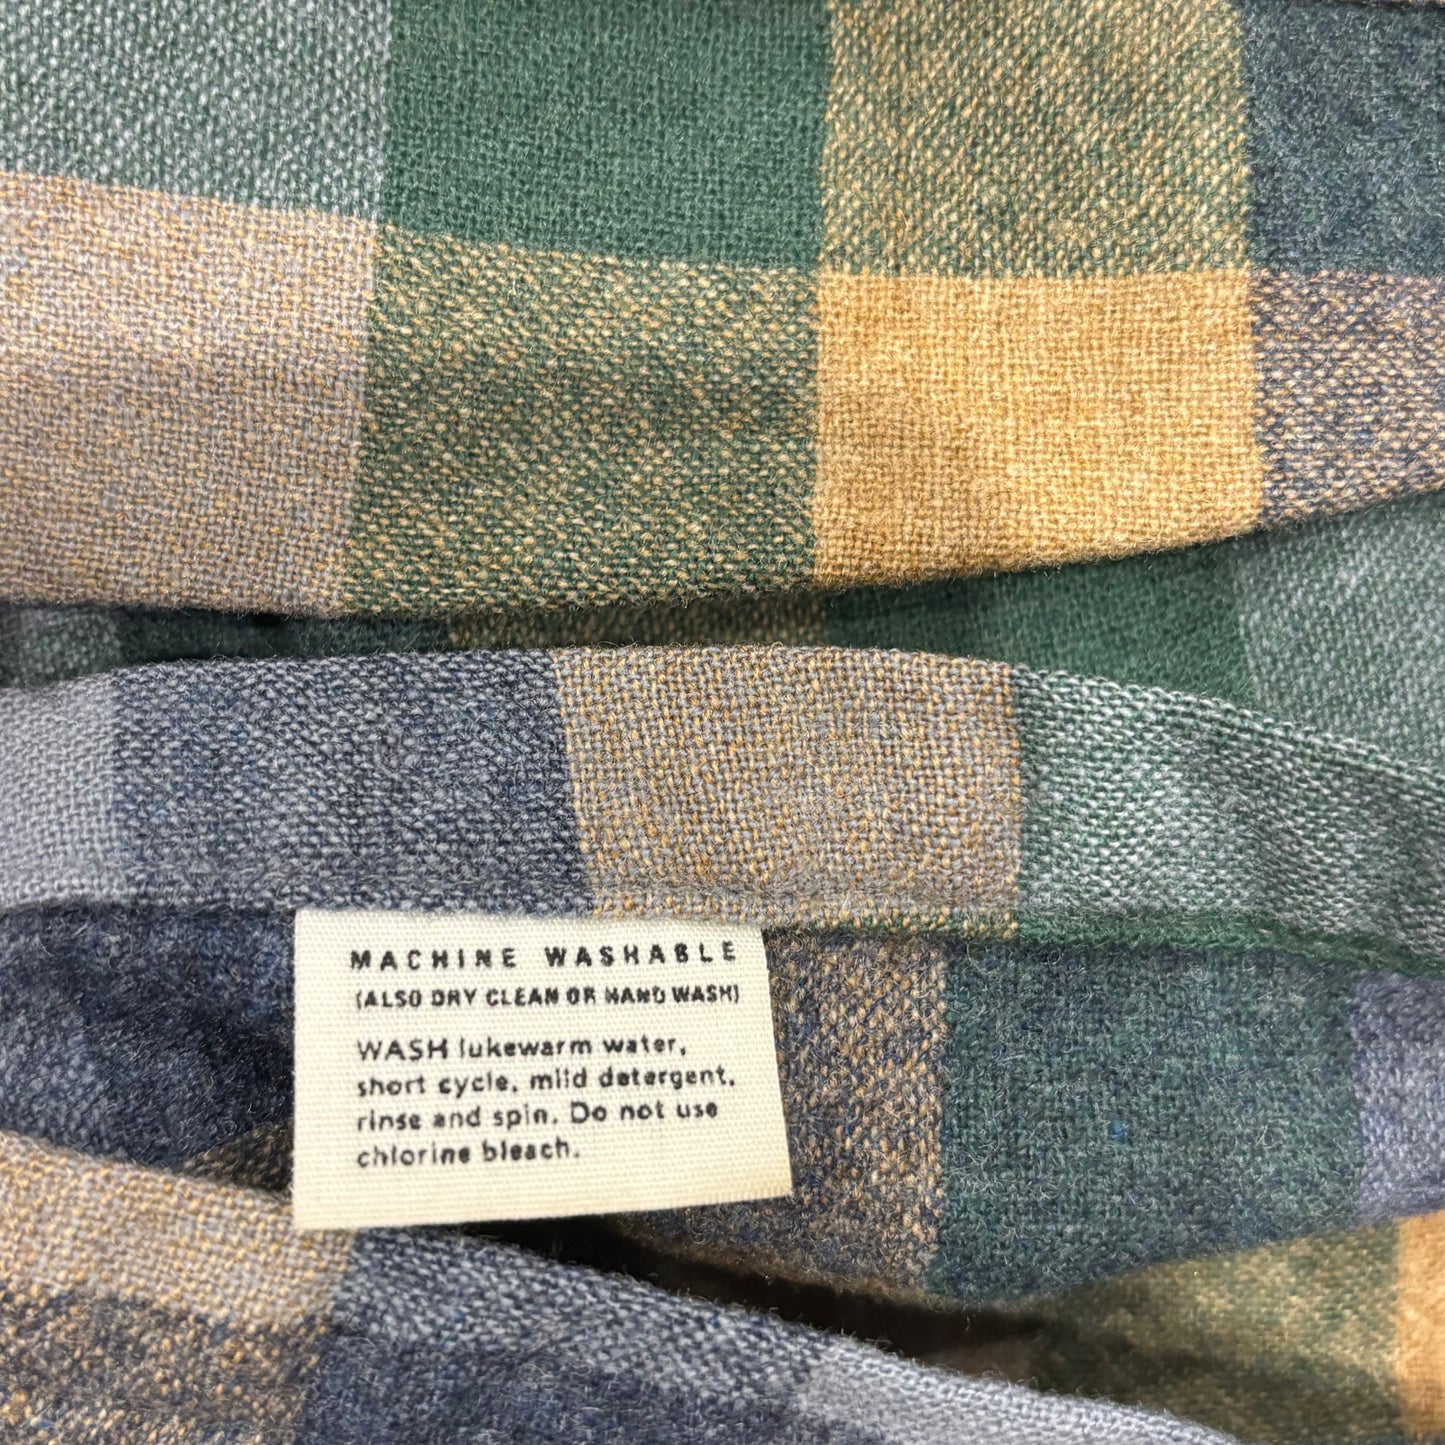 MACHINE WASHABLE
(ALSO DRY CLEAN OR HAND WASH)
WASH lukewarm water,
short cycle, mild detergent,
rinse and spin. Do not use
chlorine bleach.